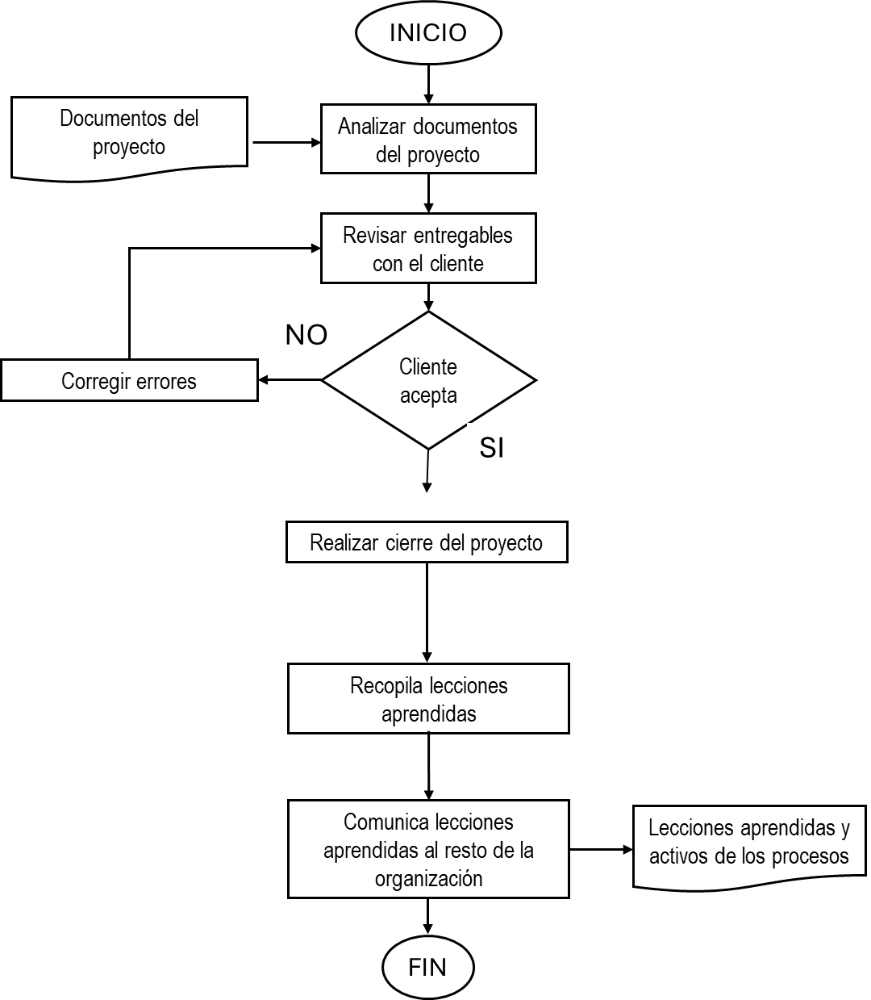 INICIO
Documentos del
proyecto
Analizar documentos
del proyecto
Revisar entregables
con el cliente
NO
Cliente
acepta
Corregir errores
SI
Realizar cierre del proyecto
Recopila lecciones
aprendidas
Comunica lecciones
aprendidas al resto de la
organización
Lecciones aprendidas y
activos de los procesos
FIN